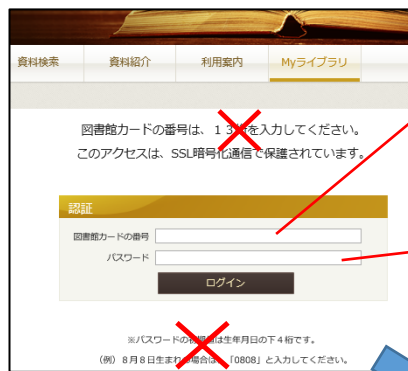 資料検索 資料紹介 利用案内 Myライブラリ
図書館カードの番号は、１３桁を入力してください。
このアクセスは、SSL暗号化通信で保護されています。
認証
図書館カードの番号
パスワード
ログイン
※パスワードの初期値は生年月日の下４桁です。
(例) ８月８日生まれの場合は、「0808」と入力してください。